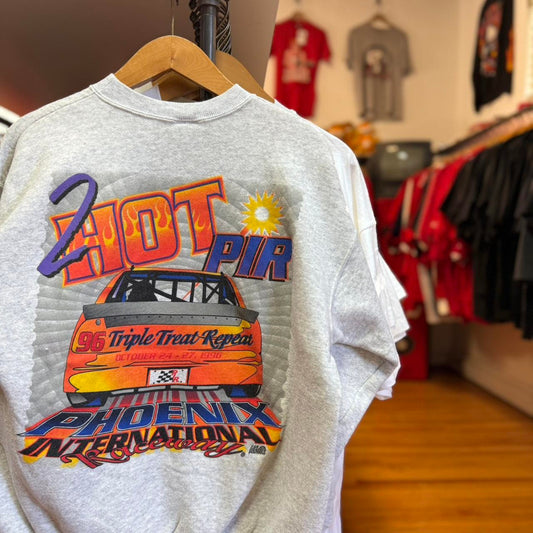 2 HOT
PIR
96 Triple Treat-Repeat
OCTOBER 24 - 27, 1996
PHOENIX
INTERNATIONAL
Raceway